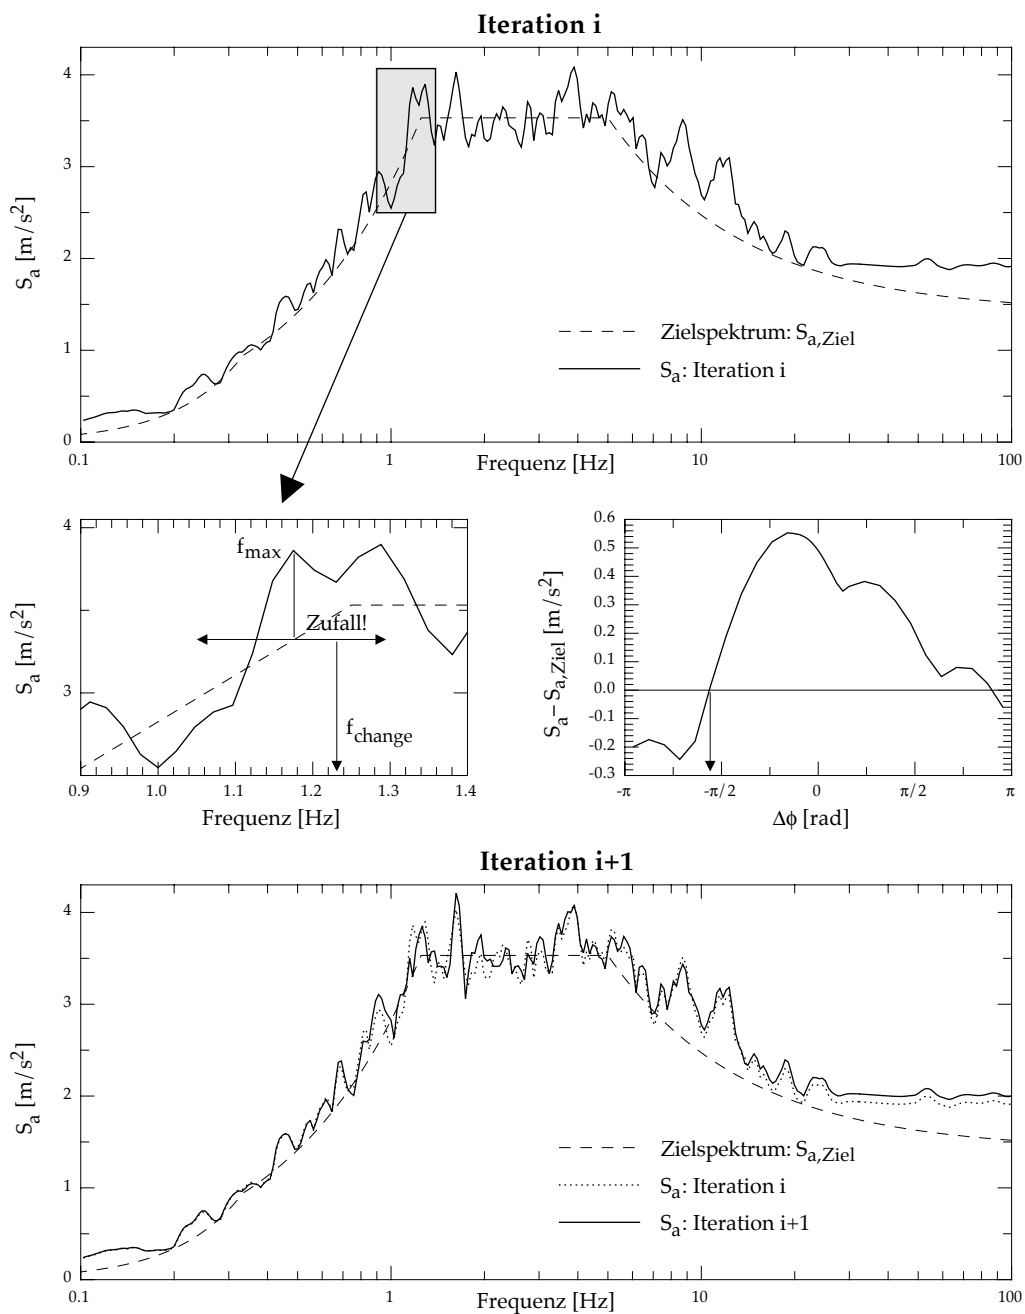 Iteration i
4
3
2
1
0
S_a [m/s²]
Zielspektrum: S_a,Ziel
S_a: Iteration i
0.1
1
10
100
Frequenz [Hz]
4
3
S_a [m/s²]
f_max
Zufall!
f_change
0.9
1.0
1.1
1.2
1.3
1.4
Frequenz [Hz]
0.6
0.5
0.4
0.3
0.2
0.1
0.0
-0.1
-0.2
-0.3
S_a – S_a,Ziel [m/s²]
-π
-π/2
0
π/2
π
Δϕ [rad]
Iteration i+1
4
3
2
1
0
S_a [m/s²]
Zielspektrum: S_a,Ziel
S_a: Iteration i
S_a: Iteration i+1
0.1
1
10
100
Frequenz [Hz]